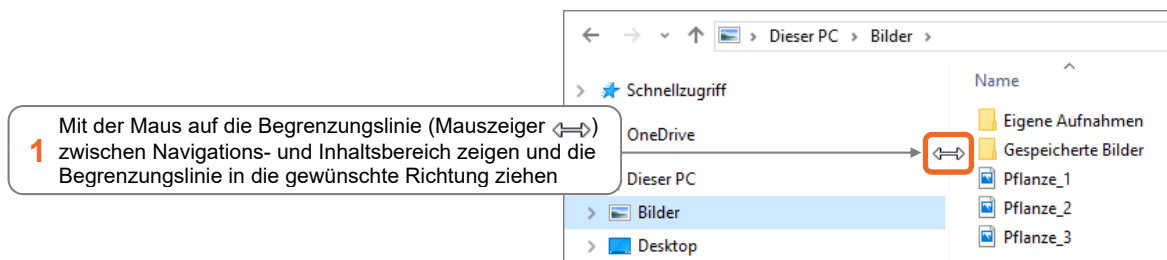 Dieser PC › Bilder ›
Name
Schnellzugriff
OneDrive
Dieser PC
Bilder
Desktop
1
Mit der Maus auf die Begrenzungslinie (Mauszeiger )
zwischen Navigations- und Inhaltsbereich zeigen und die
Begrenzungslinie in die gewünschte Richtung ziehen
Eigene Aufnahmen
Gespeicherte Bilder
Pflanze_1
Pflanze_2
Pflanze_3